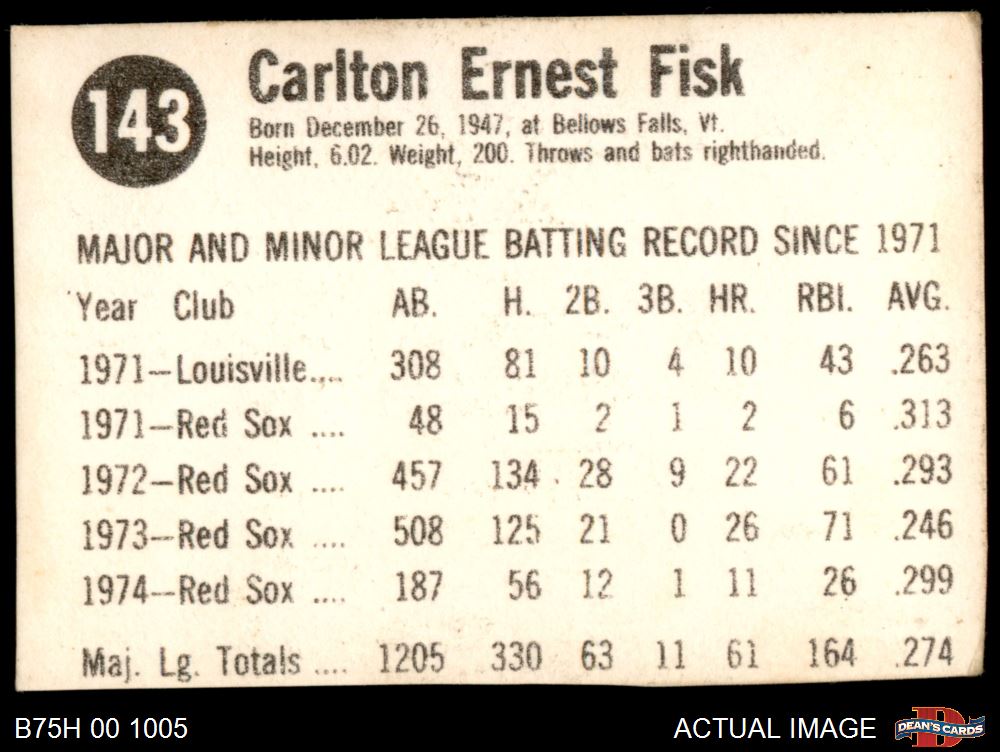 143
Carlton Ernest Fisk
Born December 26, 1947, at Bellows Falls, Vt.
Height, 6.02. Weight, 200. Throws and bats righthanded.
MAJOR AND MINOR LEAGUE BATTING RECORD SINCE 1971
Year Club AB. H. 2B. 3B. HR. RBI. AVG.
1971—Louisville.... 308 81 10 4 10 43 .263
1971—Red Sox .... 48 15 2 1 2 6 .313
1972—Red Sox .... 457 134 28 9 22 61 .293
1973—Red Sox .... 508 125 21 0 26 71 .246
1974—Red Sox .... 187 56 12 1 11 26 .299
Maj. Lg. Totals .... 1205 330 63 11 61 164 .274
B75H 00 1005 ACTUAL IMAGE DEAN'S CARDS